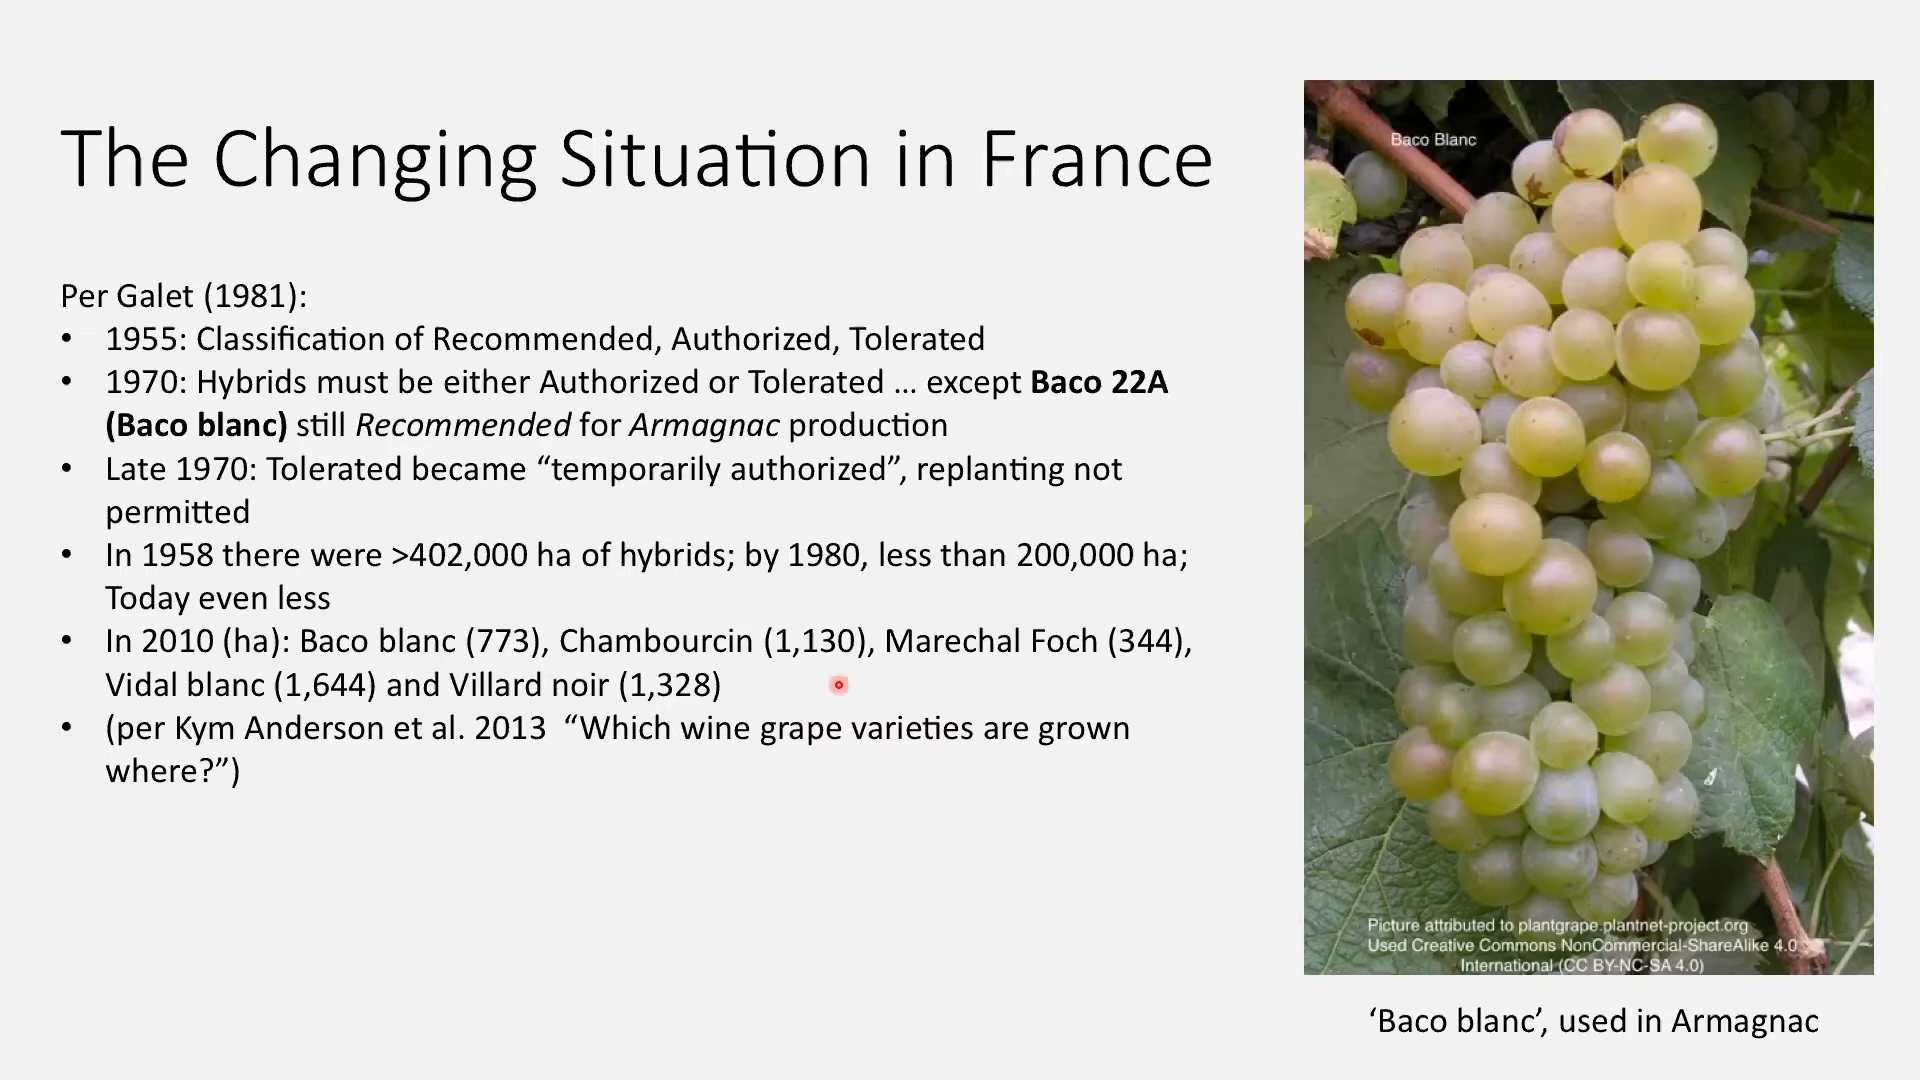 The Changing Situation in France
Per Galet (1981):
• 1955: Classification of Recommended, Authorized, Tolerated
• 1970: Hybrids must be either Authorized or Tolerated … except Baco 22A
(Baco blanc) still Recommended for Armagnac production
• Late 1970: Tolerated became “temporarily authorized”, replanting not
permitted
• In 1958 there were >402,000 ha of hybrids; by 1980, less than 200,000 ha;
Today even less
• In 2010 (ha): Baco blanc (773), Chambourcin (1,130), Marechal Foch (344),
Vidal blanc (1,644) and Villard noir (1,328)
• (per Kym Anderson et al. 2013  “Which wine grape varieties are grown
where?”)
Baco Blanc
Picture attributed to plantgrape.plantnet-project.org
Used Creative Commons NonCommercial-ShareAlike 4.0
International (CC BY-NC-SA 4.0)
‘Baco blanc’, used in Armagnac